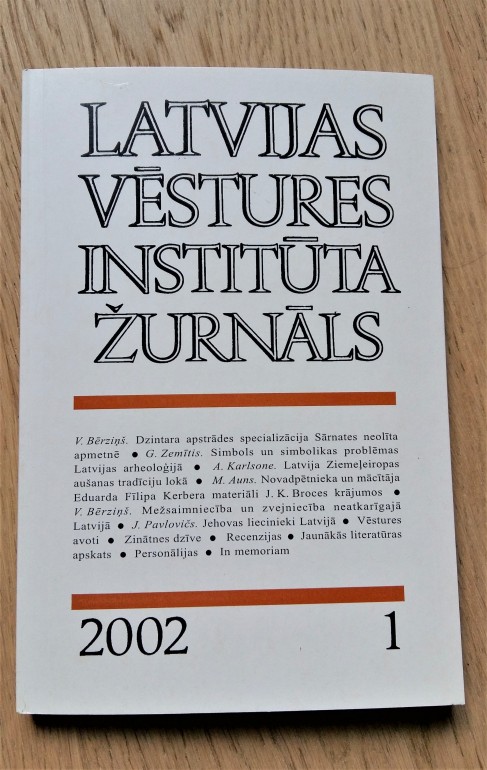 LATVIJAS
VĒSTURES
INSTITŪTA
ŽURNĀLS
V. Bērziņš. Dzintara apstrādes specializācija Sārnates neolīta
apmetnē ● G. Zemītis. Simbols un simbolikas problēmas
Latvijas arheoloģijā ● A. Karlsone. Latvija Ziemeļeiropas
aušanas tradīciju lokā ● M. Auns. Novadpētnieka un mācītāja
Eduarda Fīlipa Kerbera materiāli J. K. Broces krājumos ●
V. Bērziņš. Mežsaimniecība un zvejniecība neatkarīgajā
Latvijā ● J. Pavlovičs. Jehovas liecinieki Latvijā ● Vēstures
avoti ● Zinātnes dzīve ● Recenzijas ● Jaunākās literatūras
apskats ● Personālijas ● In memoriam
2002 1